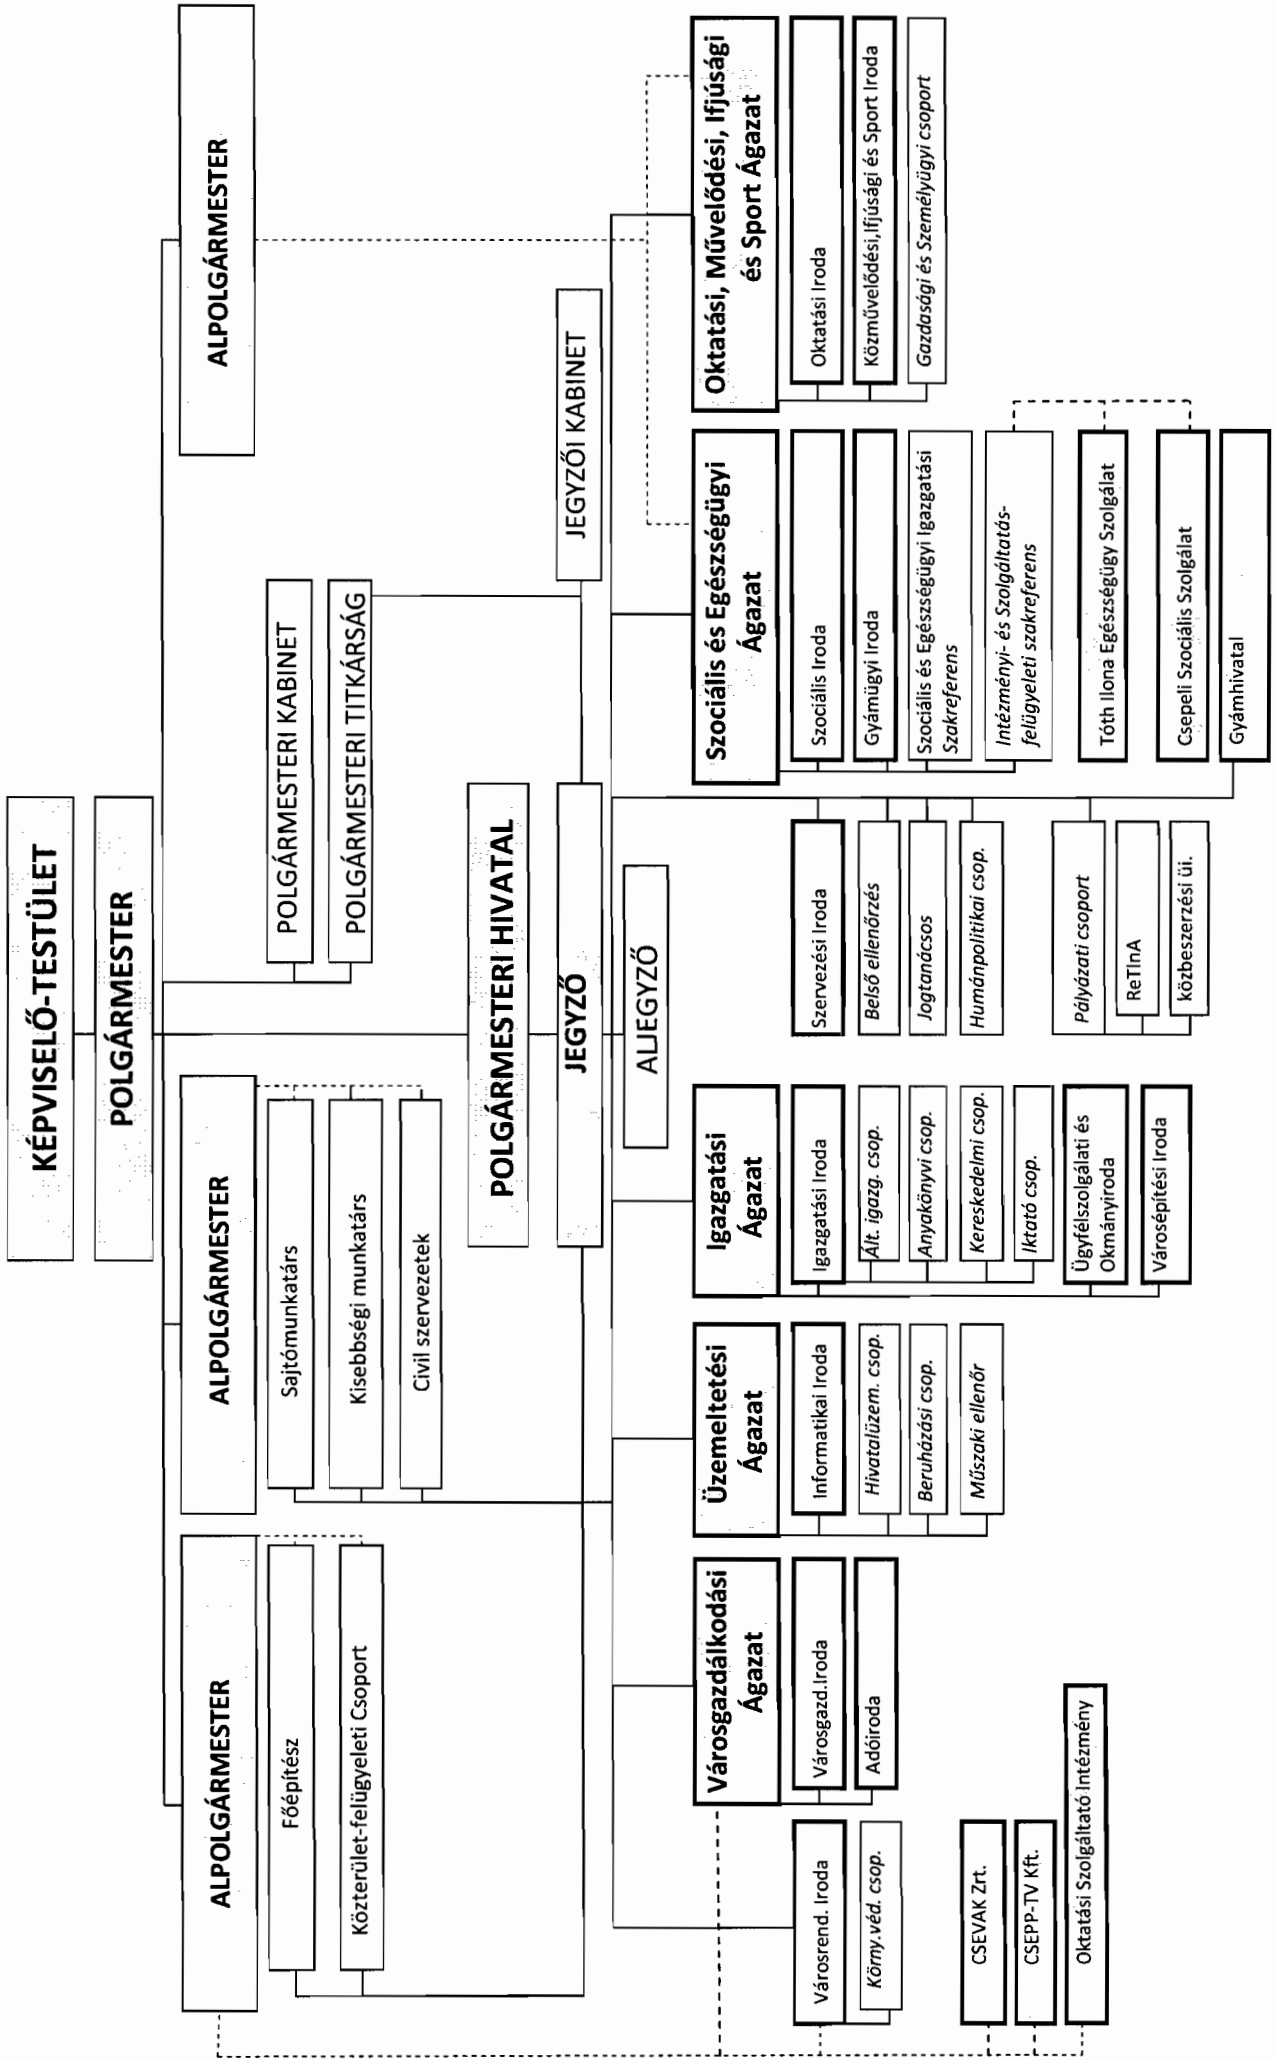 KÉPVISELŐ-TESTÜLET
POLGÁRMESTER
ALPOLGÁRMESTER
ALPOLGÁRMESTER
ALPOLGÁRMESTER
Főépítész
Közterület-felügyeleti Csoport
Sajtómunkatárs
Kisebbségi munkatárs
Civil szervezetek
POLGÁRMESTERI KABINET
POLGÁRMESTERI TITKÁRSÁG
POLGÁRMESTERI HIVATAL
JEGYZŐ
JEGYZŐI KABINET
ALJEGYZŐ
Városrend. Iroda
Körny.véd. csop.
CSEVAK Zrt.
CSEPP-TV Kft.
Oktatási Szolgáltató Intézmény
Városgazdálkodási
Ágazat
Városgazd.Iroda
Adóiroda
Üzemeltetési
Ágazat
Informatikai Iroda
Hivatalüzem. csop.
Beruházási csop.
Műszaki ellenőr
Igazgatási
Ágazat
Igazgatási Iroda
Ált. igazg. csop.
Anyakönyvi csop.
Kereskedelmi csop.
Iktató csop.
Ügyfélszolgálati és
Okmányiroda
Városépítési Iroda
Szervezési Iroda
Belső ellenőrzés
Jogtanácsos
Humánpolitikai csop.
Pályázati csoport
ReTInA
közbeszerzési üi.
Szociális és Egészségügyi
Ágazat
Szociális Iroda
Gyámügyi Iroda
Szociális és Egészségügyi Igazgatási
Szakreferens
Intézményi- és Szolgáltatás-
felügyeleti szakreferens
Tóth Ilona Egészségügy Szolgálat
Csepeli Szociális Szolgálat
Gyámhivatal
Oktatási, Művelődési, Ifjúsági
és Sport Ágazat
Oktatási Iroda
Közművelődési,Ifjúsági és Sport Iroda
Gazdasági és Személyügyi csoport